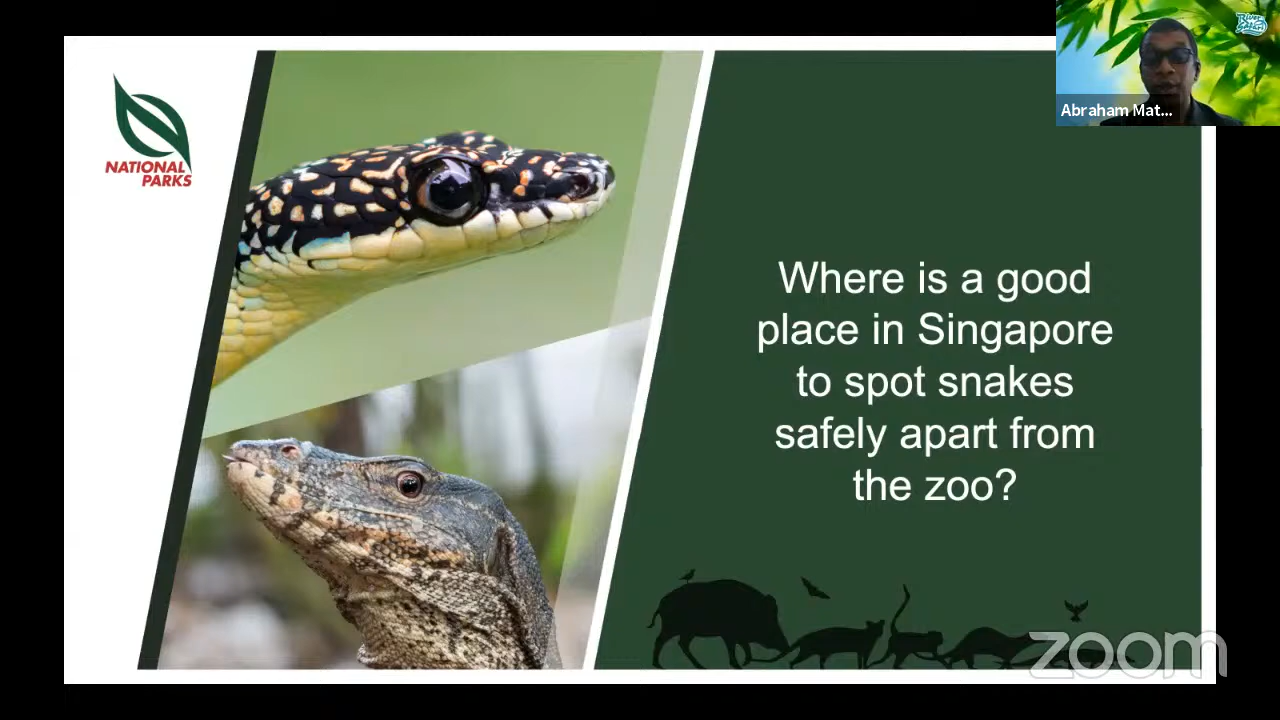 NATIONAL
PARKS
Abraham Mat...
Where is a good
place in Singapore
to spot snakes
safely apart from
the zoo?
zoom